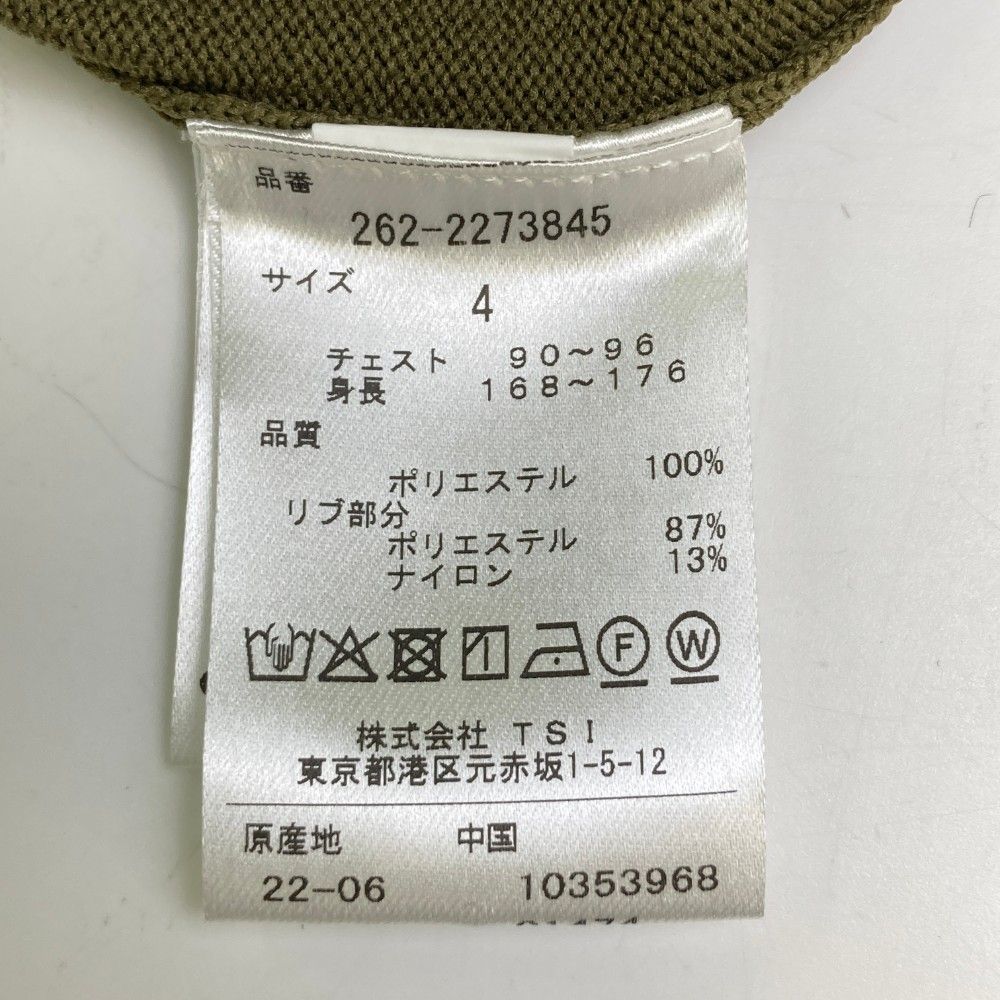 品番
262-2273845
サイズ
4
チェスト 90~96
身長 168~176
品質
ポリエステル 100%
リブ部分
ポリエステル 87%
ナイロン 13%
F W
株式会社 TSI
東京都港区元赤坂1-5-12
原産地 中国
22-06 10353968